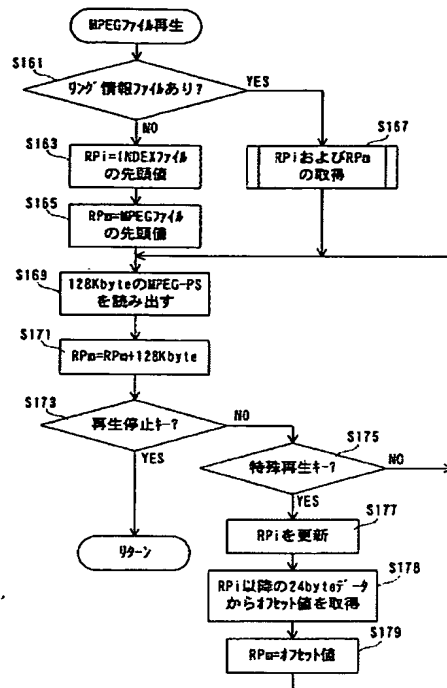 MPEGファイル再生
S161
リング情報ファイルあり?
YES
NO
S163
RPi=INDEXファイル
の先頭値
S167
RPiおよびRPm
の取得
S165
RPm=MPEGファイル
の先頭値
S169
128KbyteのMPEG-PS
を読み出す
S171
RPm=RPm+128Kbyte
S173
再生停止キー?
NO
YES
S175
特殊再生キー?
NO
YES
リターン
S177
RPiを更新
S178
RPi以降の24byteデータ
からオフセット値を取得
S179
RPm=オフセット値